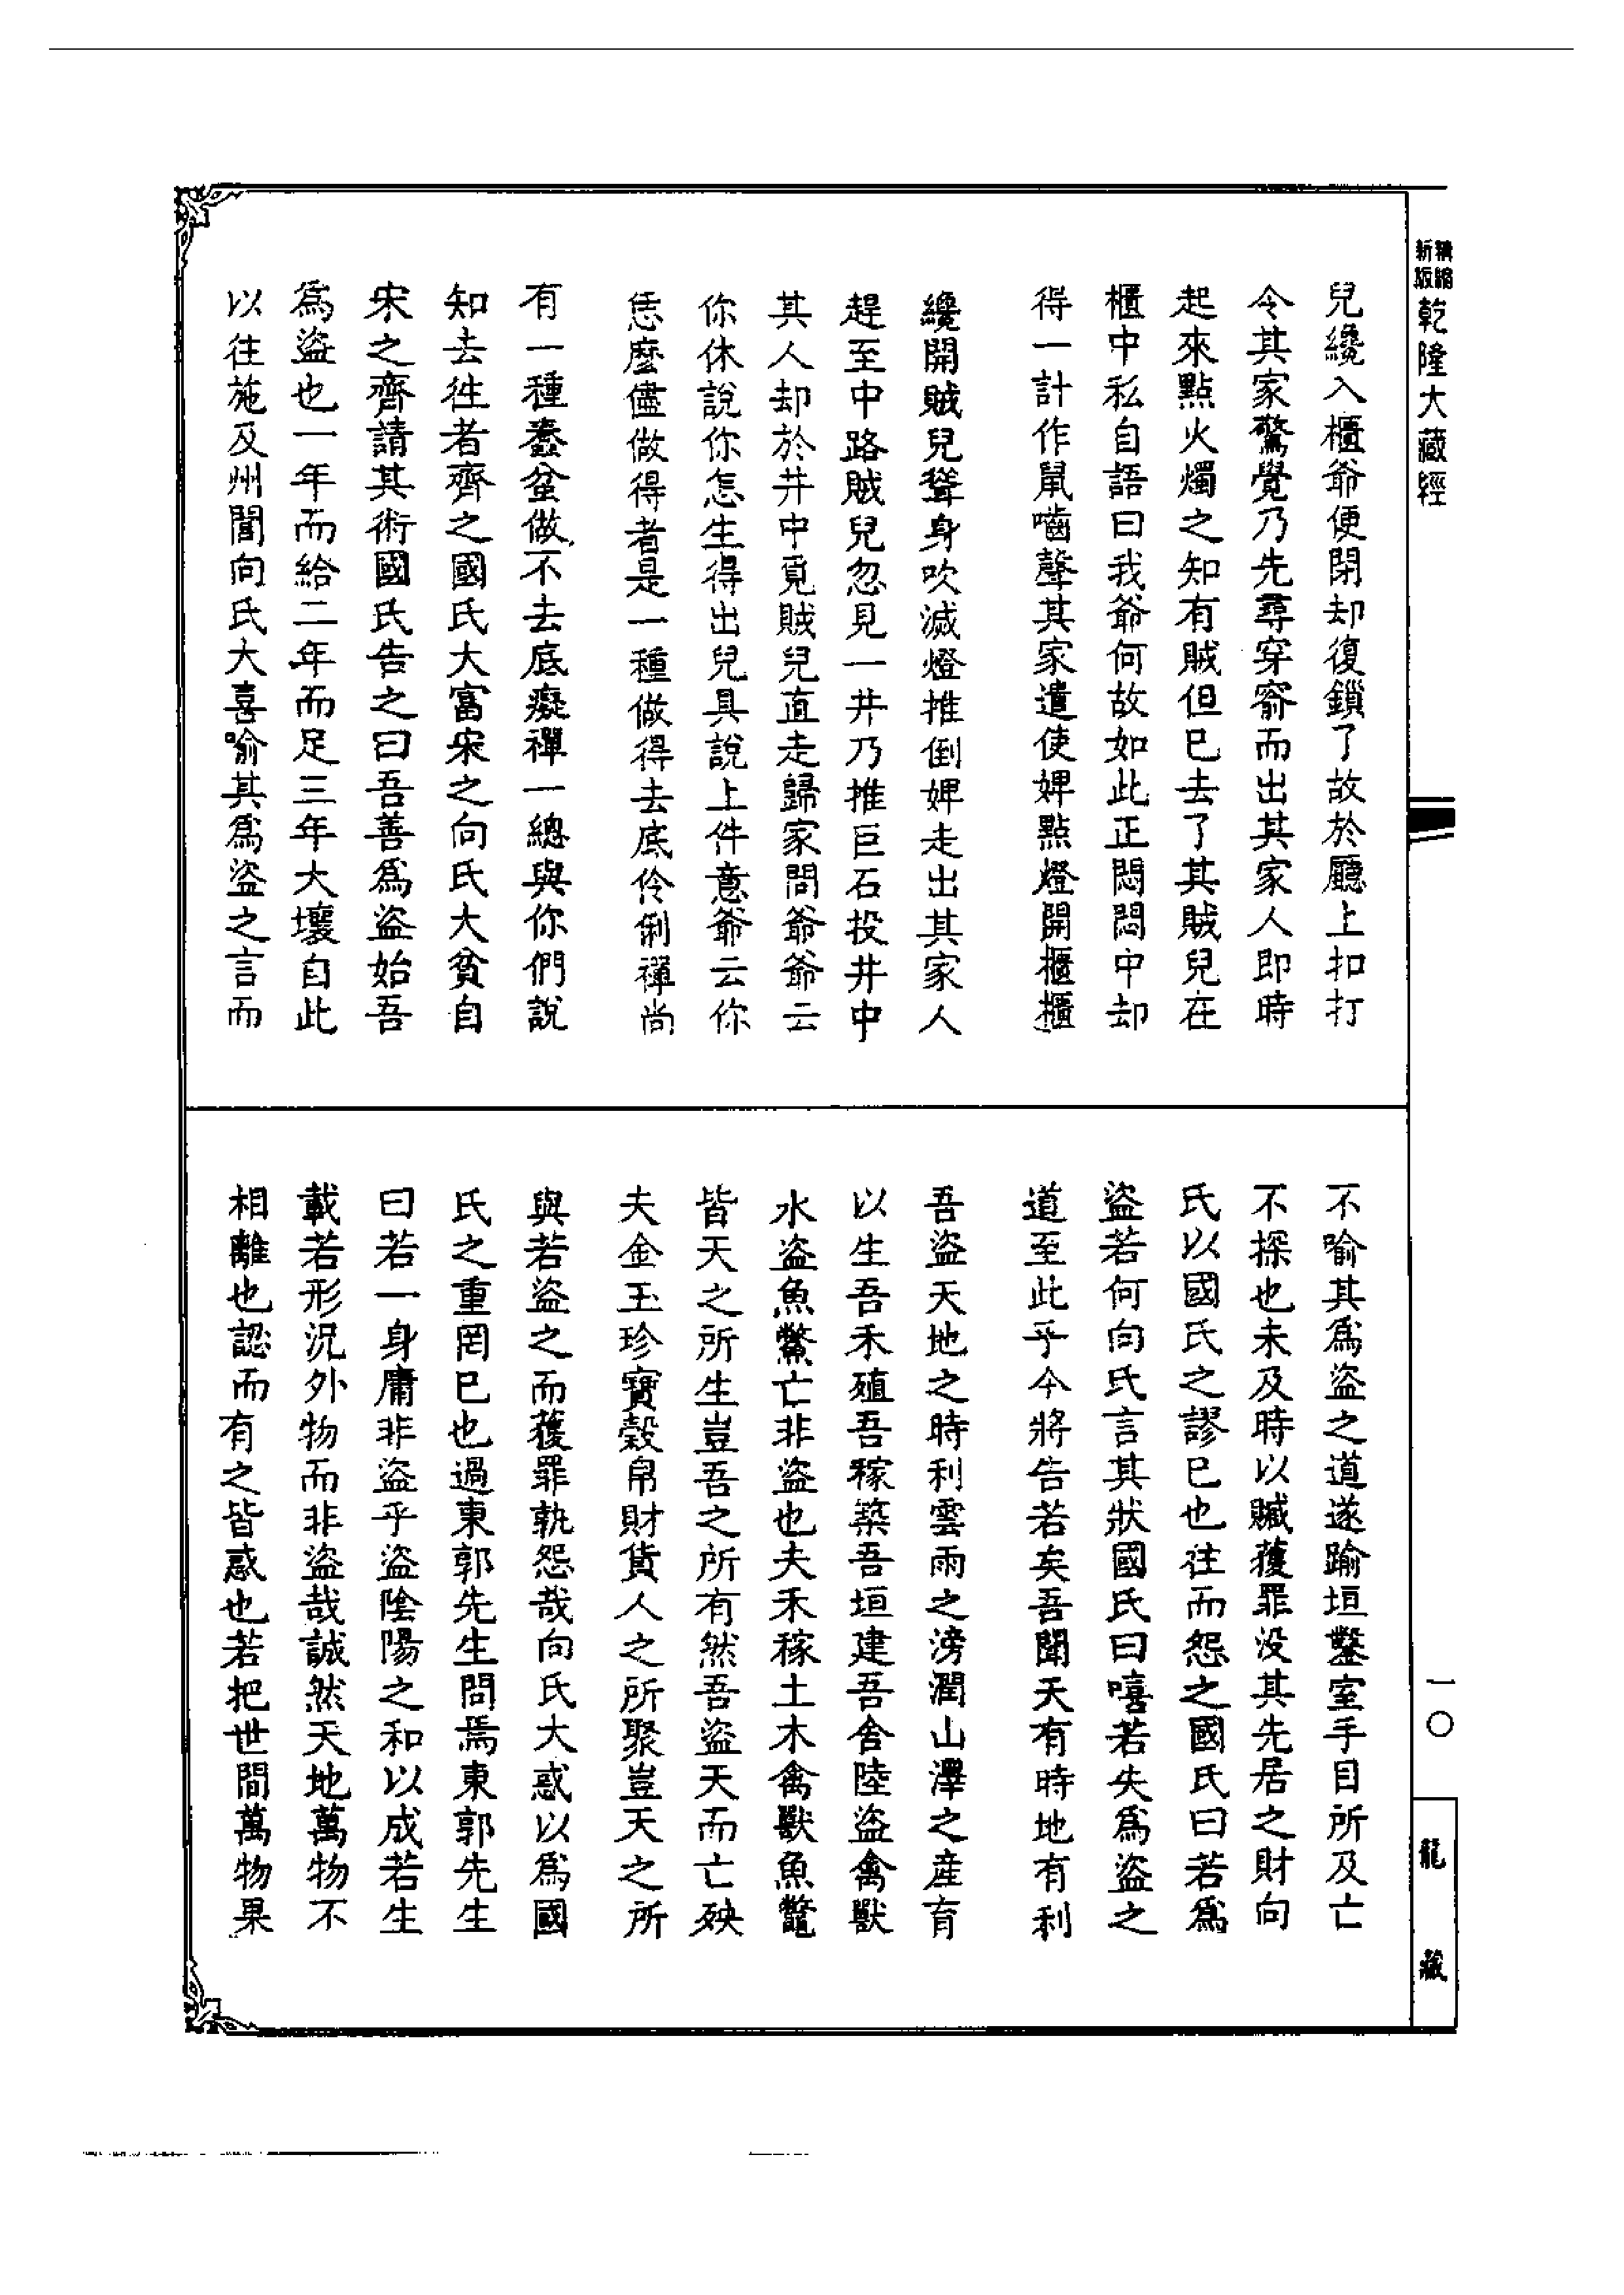 精縮
新版
乾隆大藏經
兒纔入櫃爺便閉却復鎖了故於廳上扣打
令其家驚覺乃先尋穿窬而出其家人即時
起來點火燭之知有賊但已去了其賊兒在
櫃中私自語曰我爺何故如此正悶悶中却
得一計作鼠嚙聲其家遣使婢點燈開櫃櫃
纔開賊兒聳身吹滅燈推倒婢走出其家人
趕至中路賊兒忽見一井乃推巨石投井中
其人却於井中覓賊兒直走歸家問爺爺云
你休說你怎生得出兒具說上件意爺云你
恁麼儘做得者是一種做得去底伶俐禪尚
有一種蠢坌做不去底癡禪一總與你們說
知去徃者齊之國氏大富宋之向氏大貧自
宋之齊請其術國氏告之曰吾善爲盜始吾
爲盜也一年而給二年而足三年大壤自此
以往施及州閭向氏大喜喻其爲盜之言而
不喻其爲盜之道遂踰垣鑿室手目所及亡
不探也未及時以贓獲罪没其先居之財向
氏以國氏之謬已也往而怨之國氏曰若爲
盜若何向氏言其狀國氏曰嘻若失爲盜之
道至此乎今將告若矣吾聞天有時地有利
吾盜天地之時利雲雨之滂潤山澤之産育
以生吾禾殖吾稼築吾垣建吾舍陸盜禽獸
水盜魚鱉亡非盜也夫禾稼土木禽獸魚鼈
皆天之所生豈吾之所有然吾盜天而亡殃
夫金玉珍寶穀帛財貨人之所聚豈天之所
與若盜之而獲罪孰怨哉向氏大惑以爲國
氏之重罔已也過東郭先生問焉東郭先生
曰若一身庸非盜乎盜陰陽之和以成若生
載若形況外物而非盜哉誠然天地萬物不
相離也認而有之皆惑也若把世間萬物果
一〇
龍藏